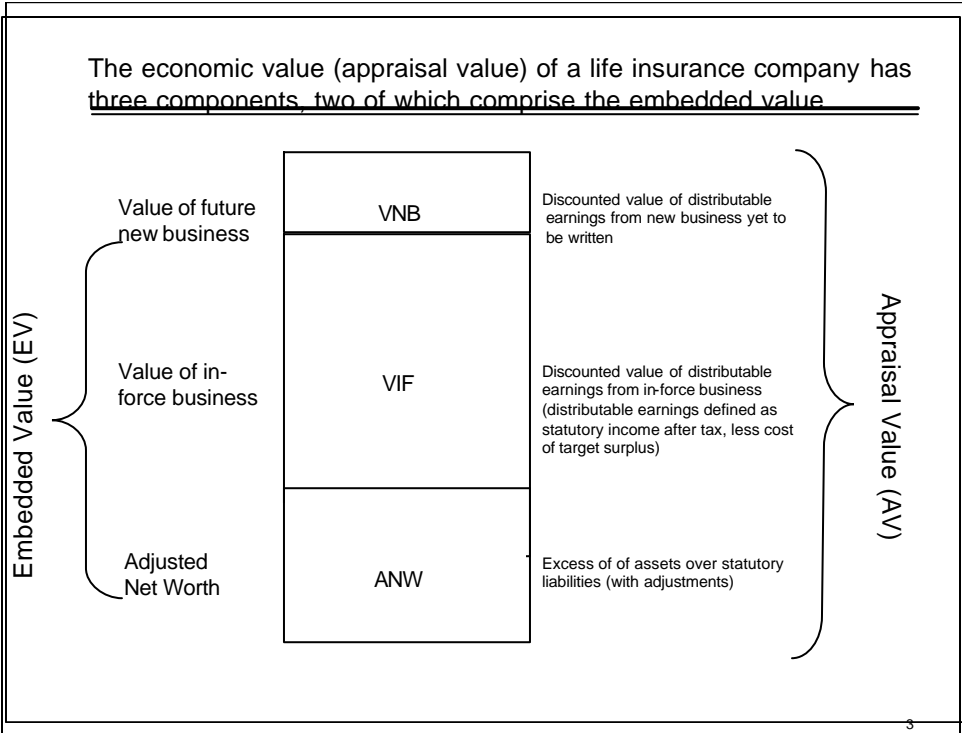 The economic value (appraisal value) of a life insurance company has
three components, two of which comprise the embedded value
Value of future
new business
VNB
Discounted value of distributable
earnings from new business yet to
be written
Embedded Value (EV)
Value of in-
force business
VIF
Discounted value of distributable
earnings from in-force business
(distributable earnings defined as
statutory income after tax, less cost
of target surplus)
Appraisal Value (AV)
Adjusted
Net Worth
ANW
Excess of of assets over statutory
liabilities (with adjustments)
3